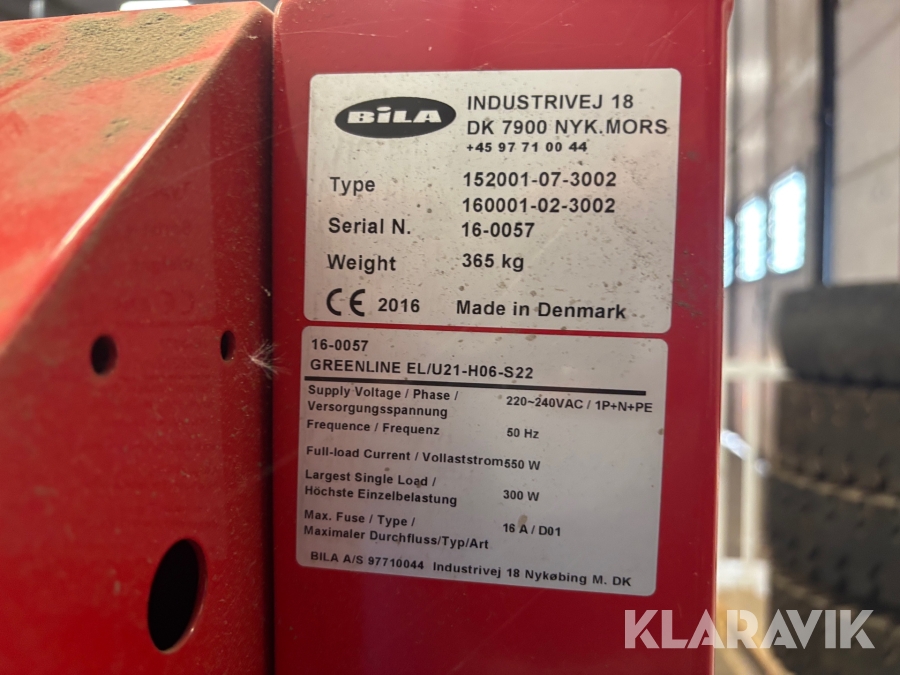 BiLA
INDUSTRIVEJ 18
DK 7900 NYK.MORS
+45 97 71 00 44
Type 152001-07-3002
160001-02-3002
Serial N. 16-0057
Weight 365 kg
CE 2016 Made in Denmark
16-0057
GREENLINE EL/U21-H06-S22
Supply Voltage / Phase /
Versorgungsspannung 220~240VAC / 1P+N+PE
Frequence / Frequenz 50 Hz
Full-load Current / Vollaststrom 550 W
Largest Single Load /
Höchste Einzelbelastung 300 W
Max. Fuse / Type /
Maximaler Durchfluss/Typ/Art 16 A / D01
BILA A/S 97710044 Industrivej 18 Nykøbing M. DK
KLARAVIK